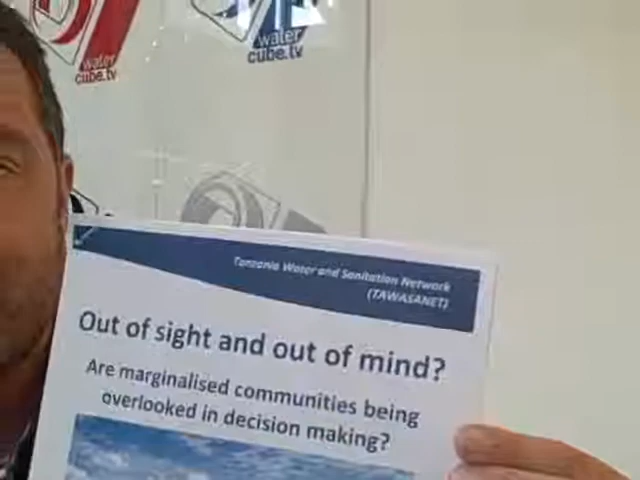 water
cube.tv
water
cube.tv
Tanzania Water and Sanitation Network
(TAWASANET)
Out of sight and out of mind?
Are marginalised communities being
overlooked in decision making?